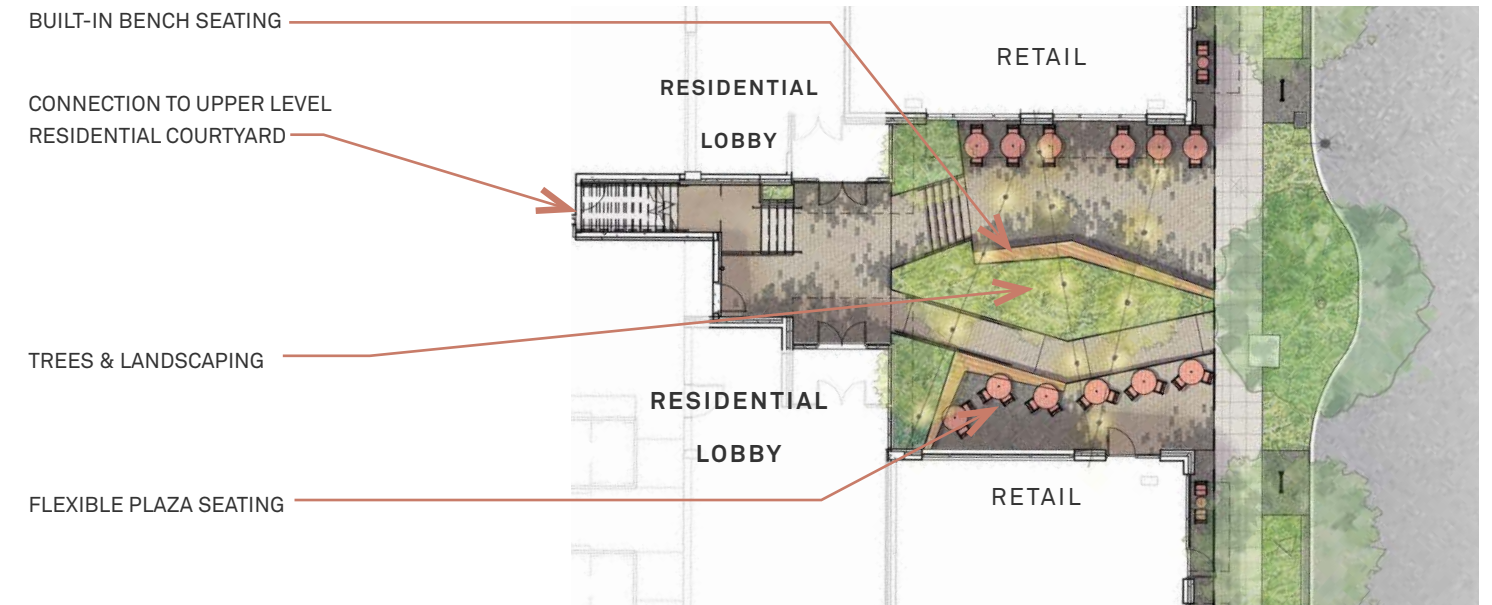 BUILT-IN BENCH SEATING
RETAIL
RESIDENTIAL
LOBBY
CONNECTION TO UPPER LEVEL
RESIDENTIAL COURTYARD
TREES & LANDSCAPING
RESIDENTIAL
LOBBY
FLEXIBLE PLAZA SEATING
RETAIL